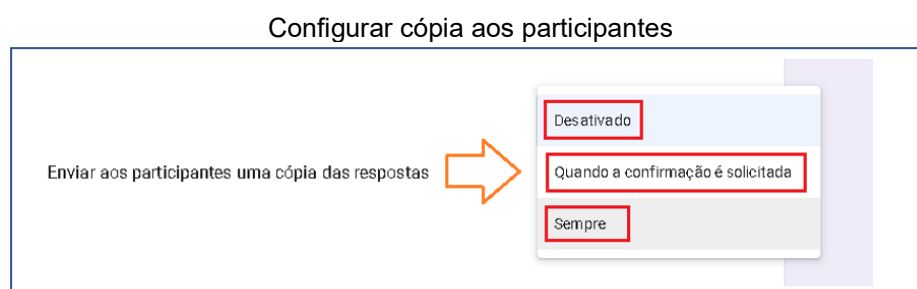 Configurar cópia aos participantes
Desativado
Enviar aos participantes uma cópia das respostas
Quando a confirmação é solicitada
Sempre